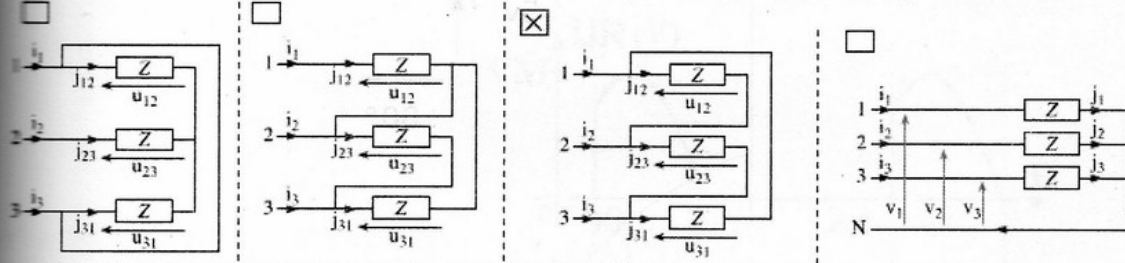 1 i1 j12 Z u12
2 i2 j23 Z u23
3 i3 j31 Z u31
1 i1 j12 Z u12
2 i2 j23 Z u23
3 i3 j31 Z u31
1 i1 j12 Z u12
2 i2 j23 Z u23
3 i3 j31 Z u31
1 i1 Z j1
2 i2 Z j2
3 i3 Z j3
v1 v2 v3
N